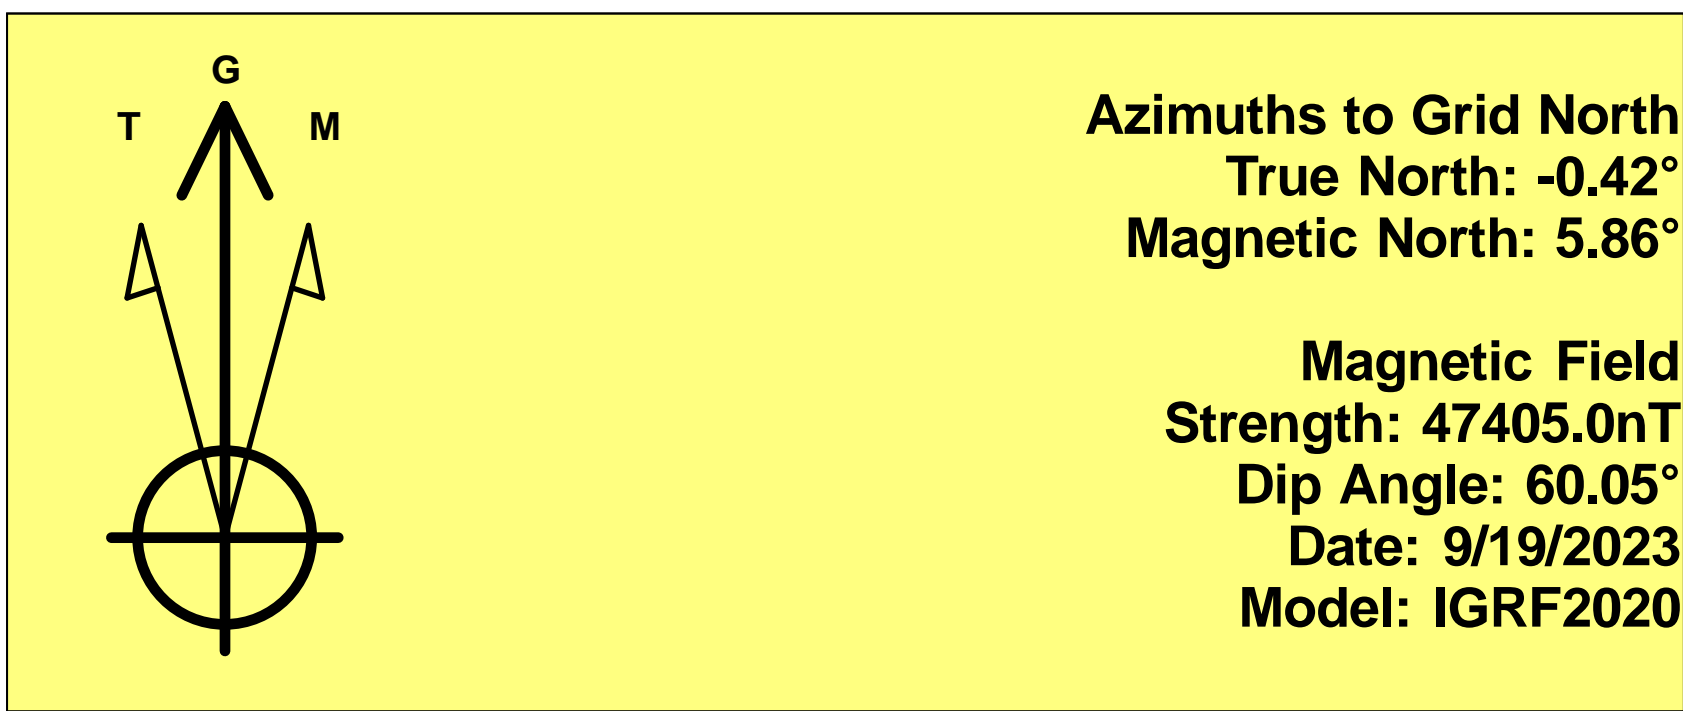 G
T
M
Azimuths to Grid North
True North: -0.42°
Magnetic North: 5.86°
Magnetic Field
Strength: 47405.0nT
Dip Angle: 60.05°
Date: 9/19/2023
Model: IGRF2020